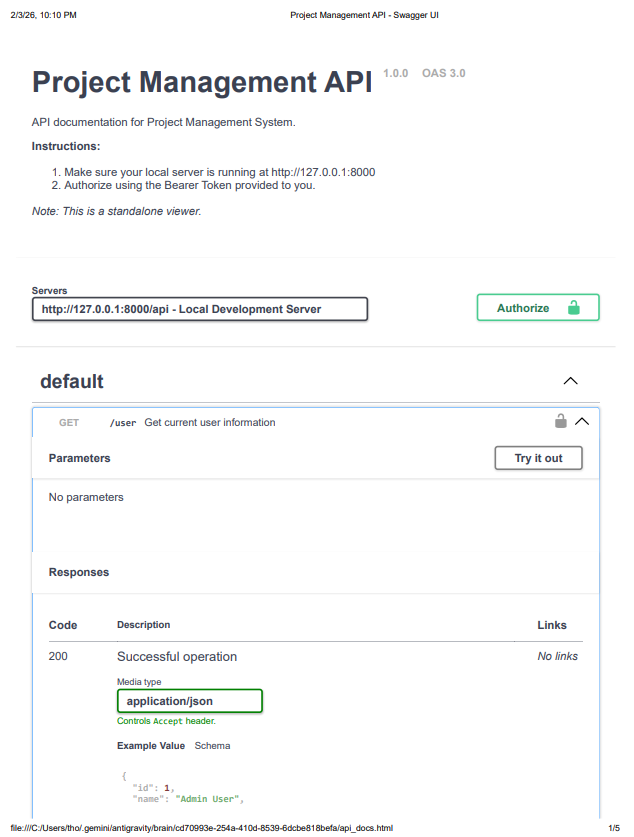 2/3/26, 10:10 PM Project Management API - Swagger UI
Project Management API 1.0.0 OAS 3.0
API documentation for Project Management System.
Instructions:
1. Make sure your local server is running at http://127.0.0.1:8000
2. Authorize using the Bearer Token provided to you.
Note: This is a standalone viewer.
Servers
http://127.0.0.1:8000/api - Local Development Server
Authorize
default
GET /user Get current user information
Parameters
Try it out
No parameters
Responses
Code Description Links
200 Successful operation No links
Media type
application/json
Controls Accept header.
Example Value Schema
{
"id": 1,
"name": "Admin User",
file:///C:/Users/tho/.gemini/antigravity/brain/cd70993e-254a-410d-8539-6dcbe818befa/api_docs.html 1/5